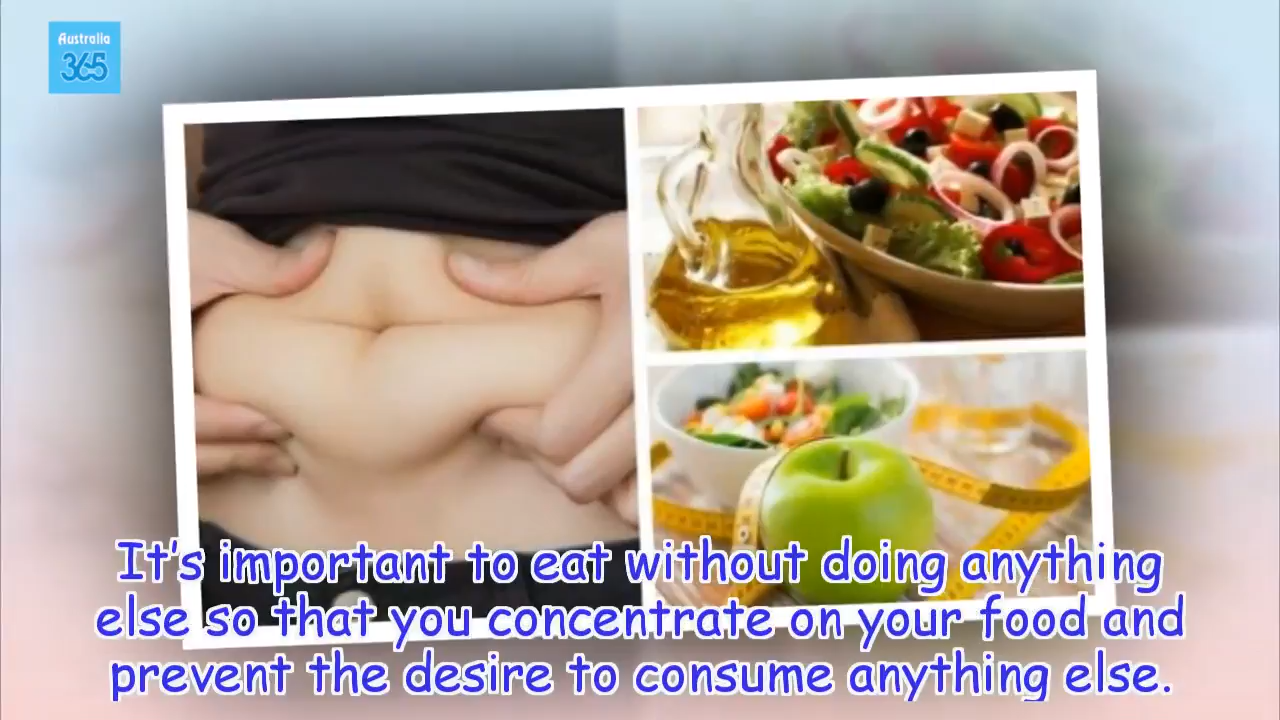 Australia
365
It's important to eat without doing anything
else so that you concentrate on your food and
prevent the desire to consume anything else.